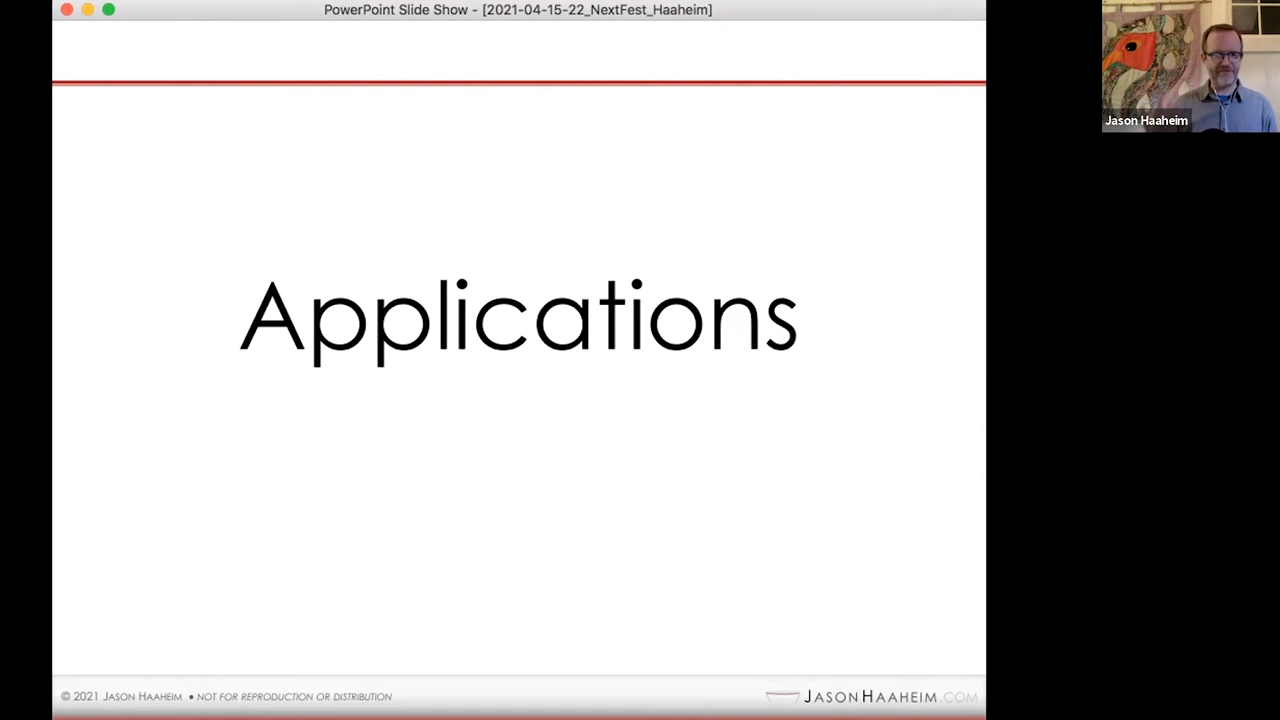 PowerPoint Slide Show - [2021-04-15-22_NextFest_Haaheim]
Jason Haaheim
Applications
© 2021 JASON HAAHEIM • NOT FOR REPRODUCTION OR DISTRIBUTION
JASONHAAHEIM.COM